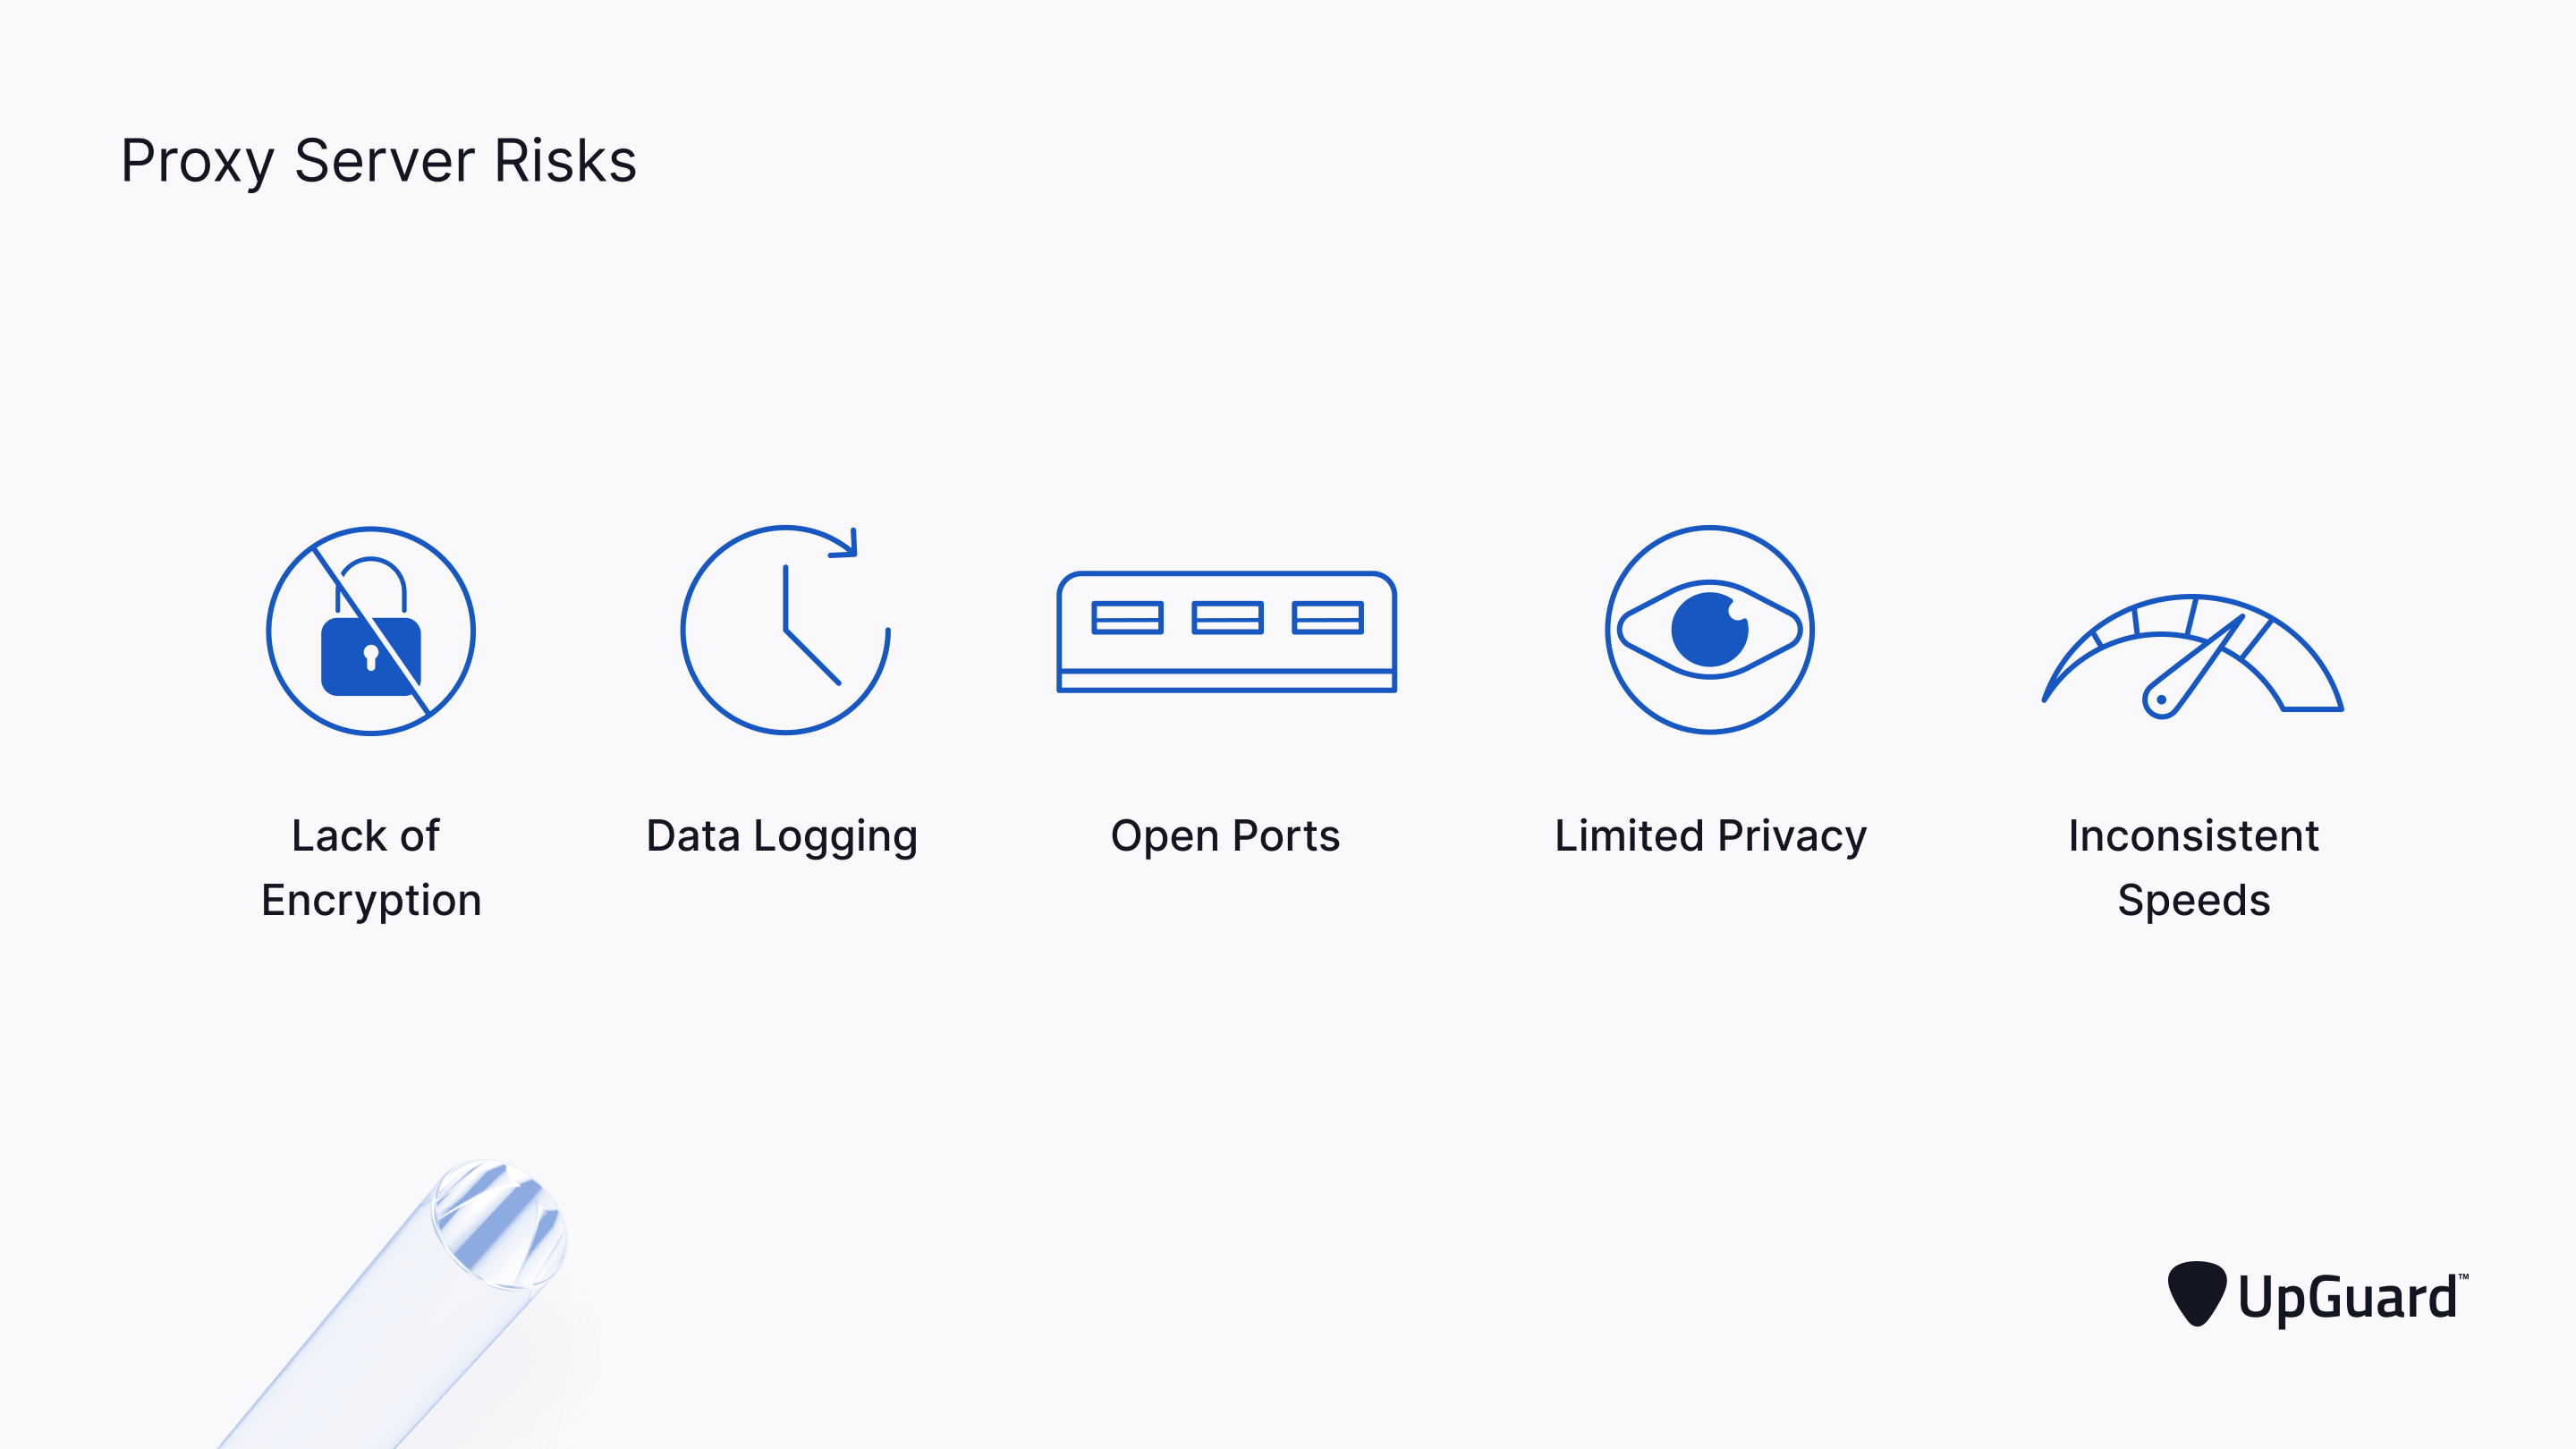 Proxy Server Risks
Lack of
Encryption
Data Logging
Open Ports
Limited Privacy
Inconsistent
Speeds
UpGuard™